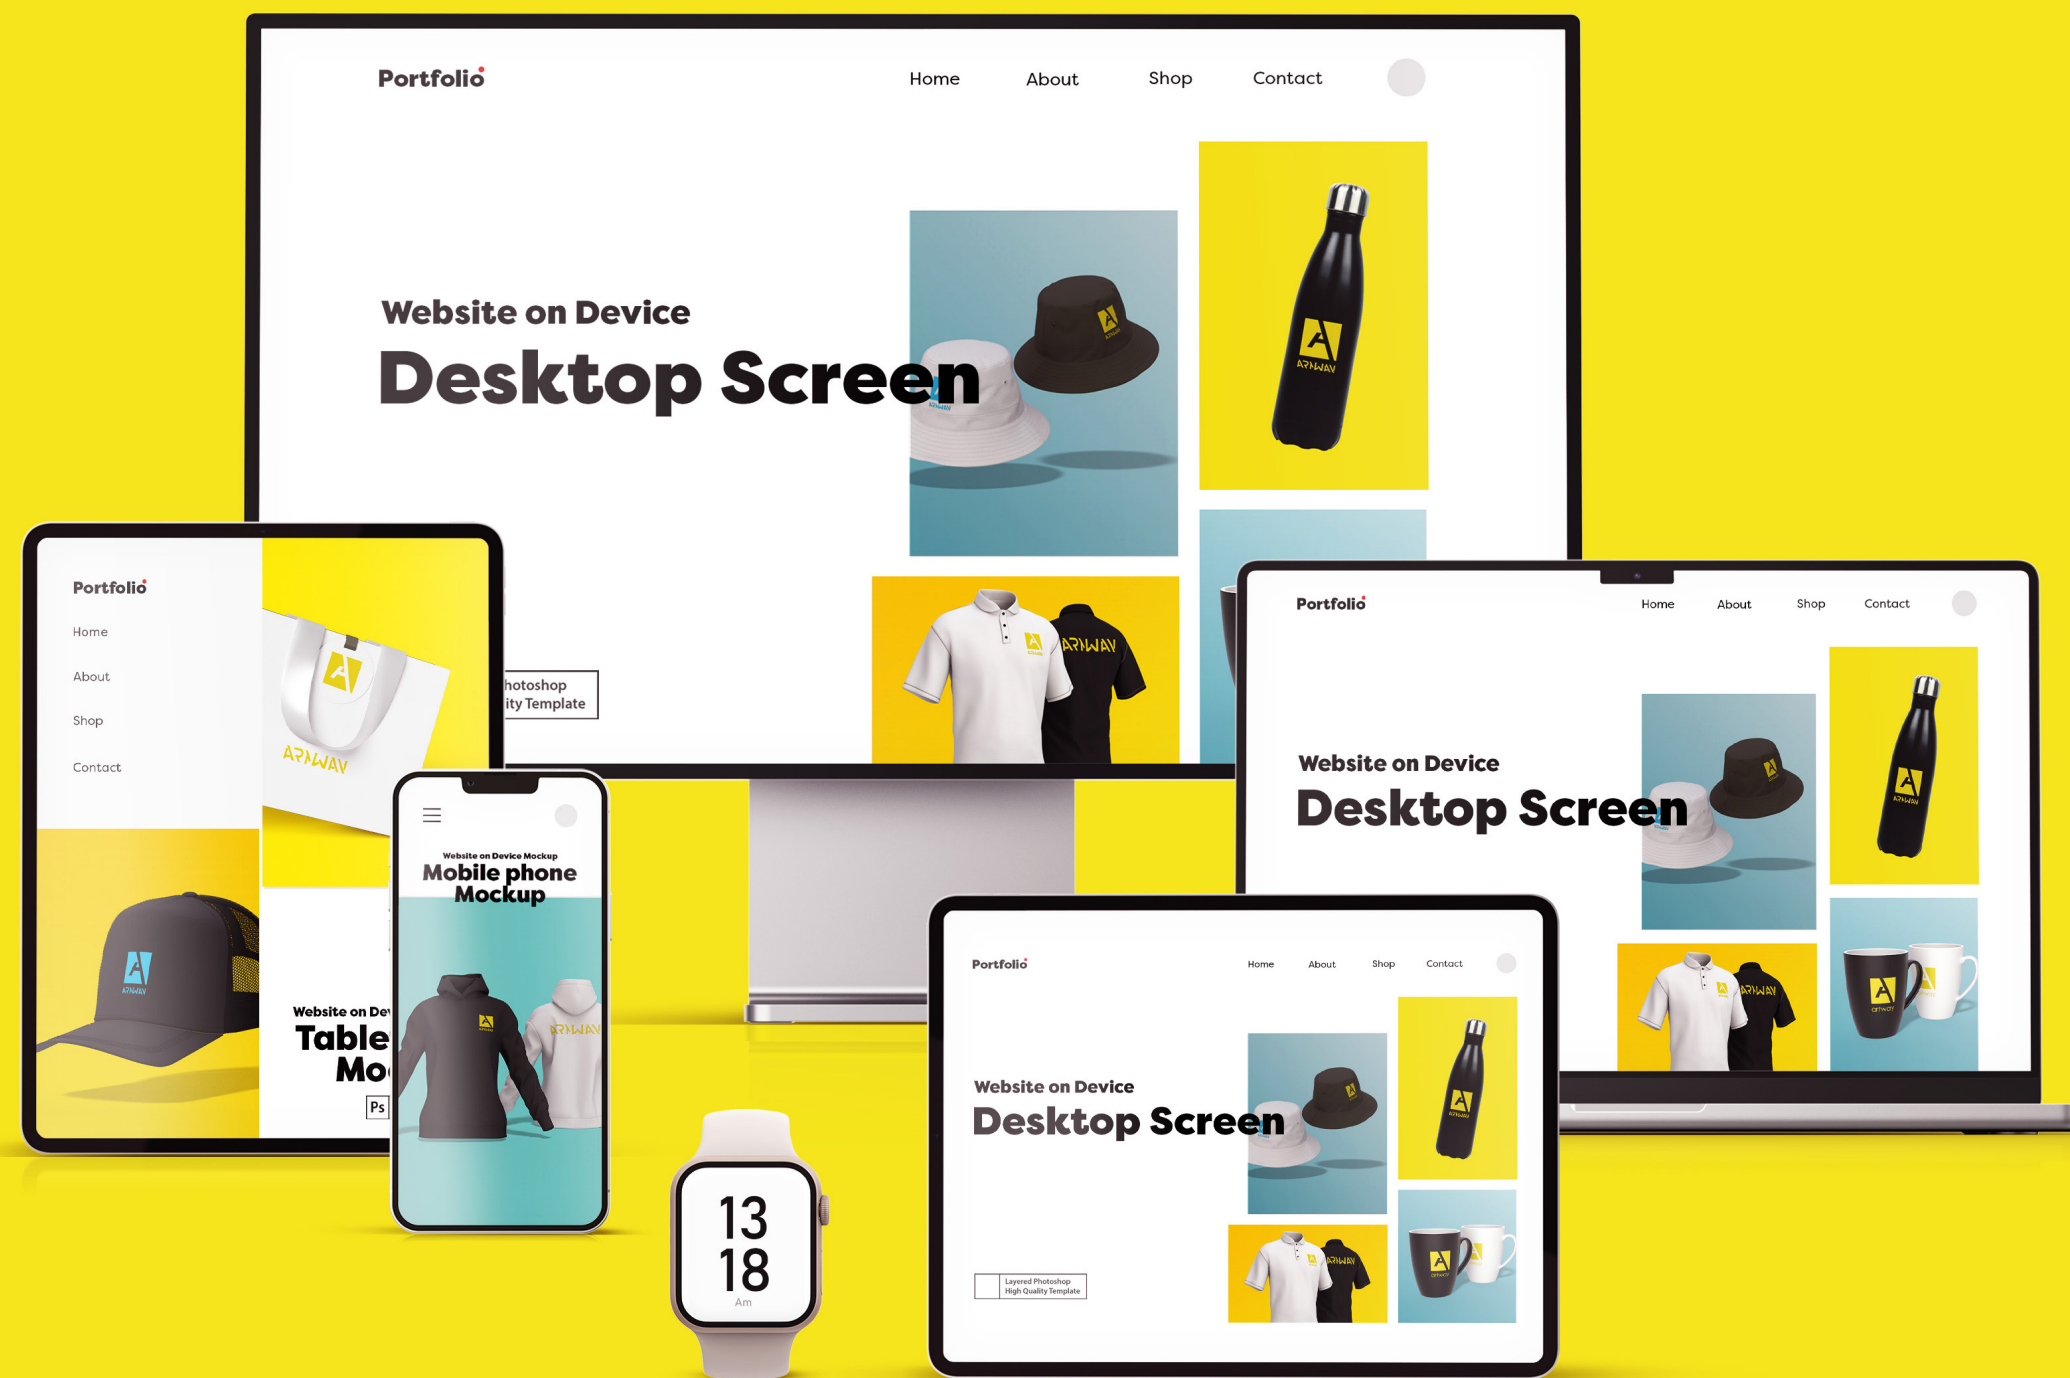 Portfolio
Home About Shop Contact
Website on Device
Desktop Screen
hotoshop
ity Template
Portfolio
Home
About
Shop
Contact
Website on Dev
Table
Mo
Ps
Website on Device Mockup
Mobile phone
Mockup
13
18
Am
Portfolio
Home About Shop Contact
Website on Device
Desktop Screen
artway
Portfolio
Home About Shop Contact
Website on Device
Desktop Screen
Layered Photoshop
High Quality Template
artway